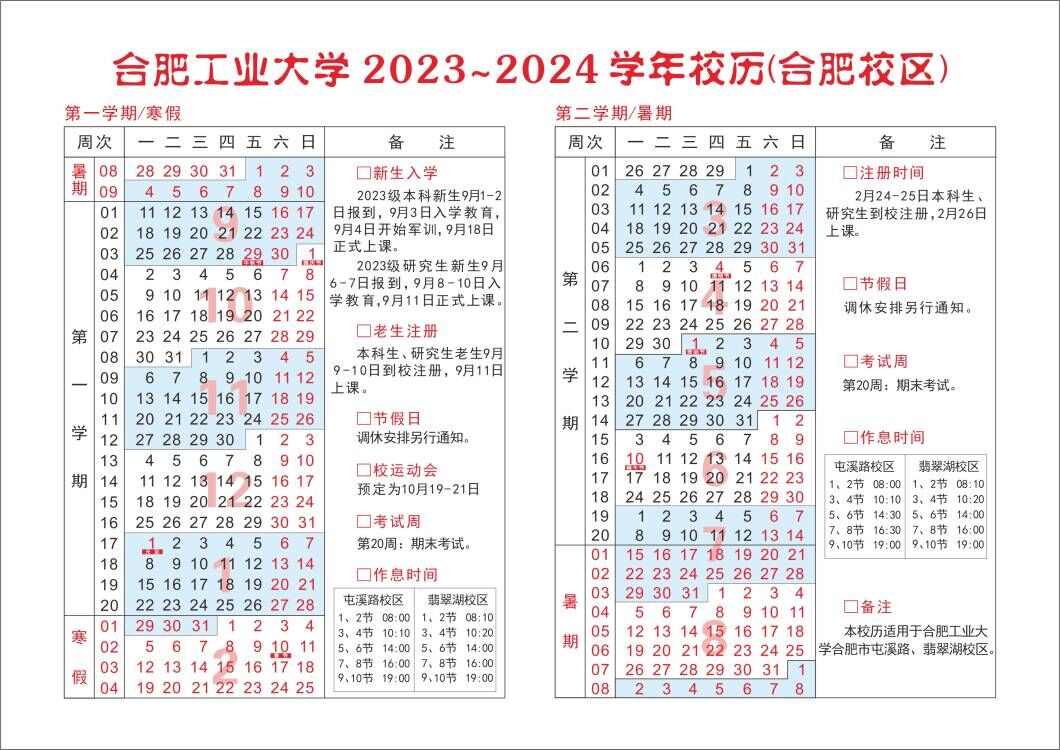 合肥工业大学 2023~2024 学年校历(合肥校区)
第一学期/寒假
周次 一 二 三 四 五 六 日 备 注
暑期
08 28 29 30 31 1 2 3
09 4 5 6 7 8 9 10
第一学期
01 11 12 13 14 15 16 17
02 18 19 20 21 22 23 24
03 25 26 27 28 29 30 1
中秋节 国庆节
04 2 3 4 5 6 7 8
05 9 10 11 12 13 14 15
06 16 17 18 19 20 21 22
07 23 24 25 26 27 28 29
08 30 31 1 2 3 4 5
09 6 7 8 9 10 11 12
10 13 14 15 16 17 18 19
11 20 21 22 23 24 25 26
12 27 28 29 30 1 2 3
13 4 5 6 7 8 9 10
14 11 12 13 14 15 16 17
15 18 19 20 21 22 23 24
16 25 26 27 28 29 30 31
17 1 2 3 4 5 6 7
元旦
18 8 9 10 11 12 13 14
19 15 16 17 18 19 20 21
20 22 23 24 25 26 27 28
寒假
01 29 30 31 1 2 3 4
02 5 6 7 8 9 10 11
春节
03 12 13 14 15 16 17 18
04 19 20 21 22 23 24 25
9
10
11
12
1
2
□新生入学
2023级本科新生9月1-2
日报到，9月3日入学教育，
9月4日开始军训，9月18日
正式上课。
2023级研究生新生9月
6-7日报到，9月8-10日入
学教育，9月11日正式上课。
□老生注册
本科生、研究生老生9月
9-10日到校注册，9月11日
上课。
□节假日
调休安排另行通知。
□校运动会
预定为10月19-21日
□考试周
第20周：期末考试。
□作息时间
屯溪路校区 翡翠湖校区
1、2节 08:00 1、2节 08:10
3、4节 10:10 3、4节 10:20
5、6节 14:00 5、6节 14:00
7、8节 16:00 7、8节 16:00
9、10节 19:00 9、10节 19:00
第二学期/暑期
周次 一 二 三 四 五 六 日 备 注
第二学期
01 26 27 28 29 1 2 3
02 4 5 6 7 8 9 10
03 11 12 13 14 15 16 17
04 18 19 20 21 22 23 24
05 25 26 27 28 29 30 31
06 1 2 3 4 5 6 7
清明节
07 8 9 10 11 12 13 14
08 15 16 17 18 19 20 21
09 22 23 24 25 26 27 28
10 29 30 1 2 3 4 5
劳动节
11 6 7 8 9 10 11 12
12 13 14 15 16 17 18 19
13 20 21 22 23 24 25 26
14 27 28 29 30 31 1 2
15 3 4 5 6 7 8 9
16 10 11 12 13 14 15 16
端午节
17 17 18 19 20 21 22 23
18 24 25 26 27 28 29 30
19 1 2 3 4 5 6 7
20 8 9 10 11 12 13 14
暑期
01 15 16 17 18 19 20 21
02 22 23 24 25 26 27 28
03 29 30 31 1 2 3 4
04 5 6 7 8 9 10 11
05 12 13 14 15 16 17 18
06 19 20 21 22 23 24 25
07 26 27 28 29 30 31 1
08 2 3 4 5 6 7 8
3
4
5
6
7
8
□注册时间
2月24-25日本科生、
研究生到校注册,2月26日
上课。
□节假日
调休安排另行通知。
□考试周
第20周：期末考试。
□作息时间
屯溪路校区 翡翠湖校区
1、2节 08:00 1、2节 08:10
3、4节 10:10 3、4节 10:20
5、6节 14:30 5、6节 14:00
7、8节 16:30 7、8节 16:00
9、10节 19:00 9、10节 19:00
□备注
本校历适用于合肥工业大
学合肥市屯溪路、翡翠湖校区。